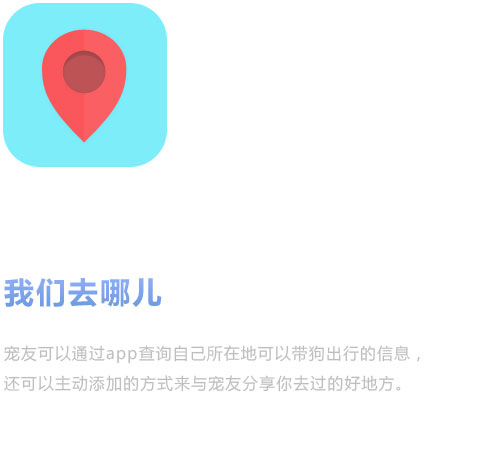 我们去哪儿
宠友可以通过app查询自己所在地可以带狗出行的信息，
还可以主动添加的方式来与宠友分享你去过的好地方。